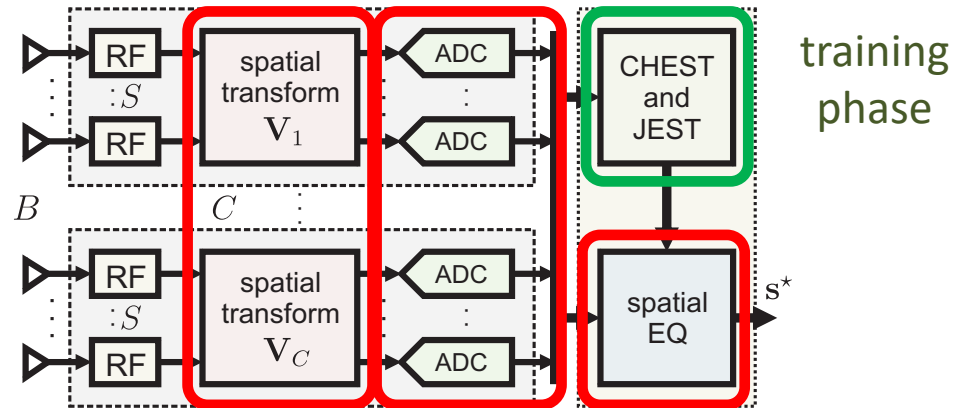 RF
: S
RF
spatial
transform
V₁
ADC
ADC
CHEST
and
JEST
training
phase
B
C
RF
: S
RF
spatial
transform
V_C
ADC
ADC
spatial
EQ
s⋆